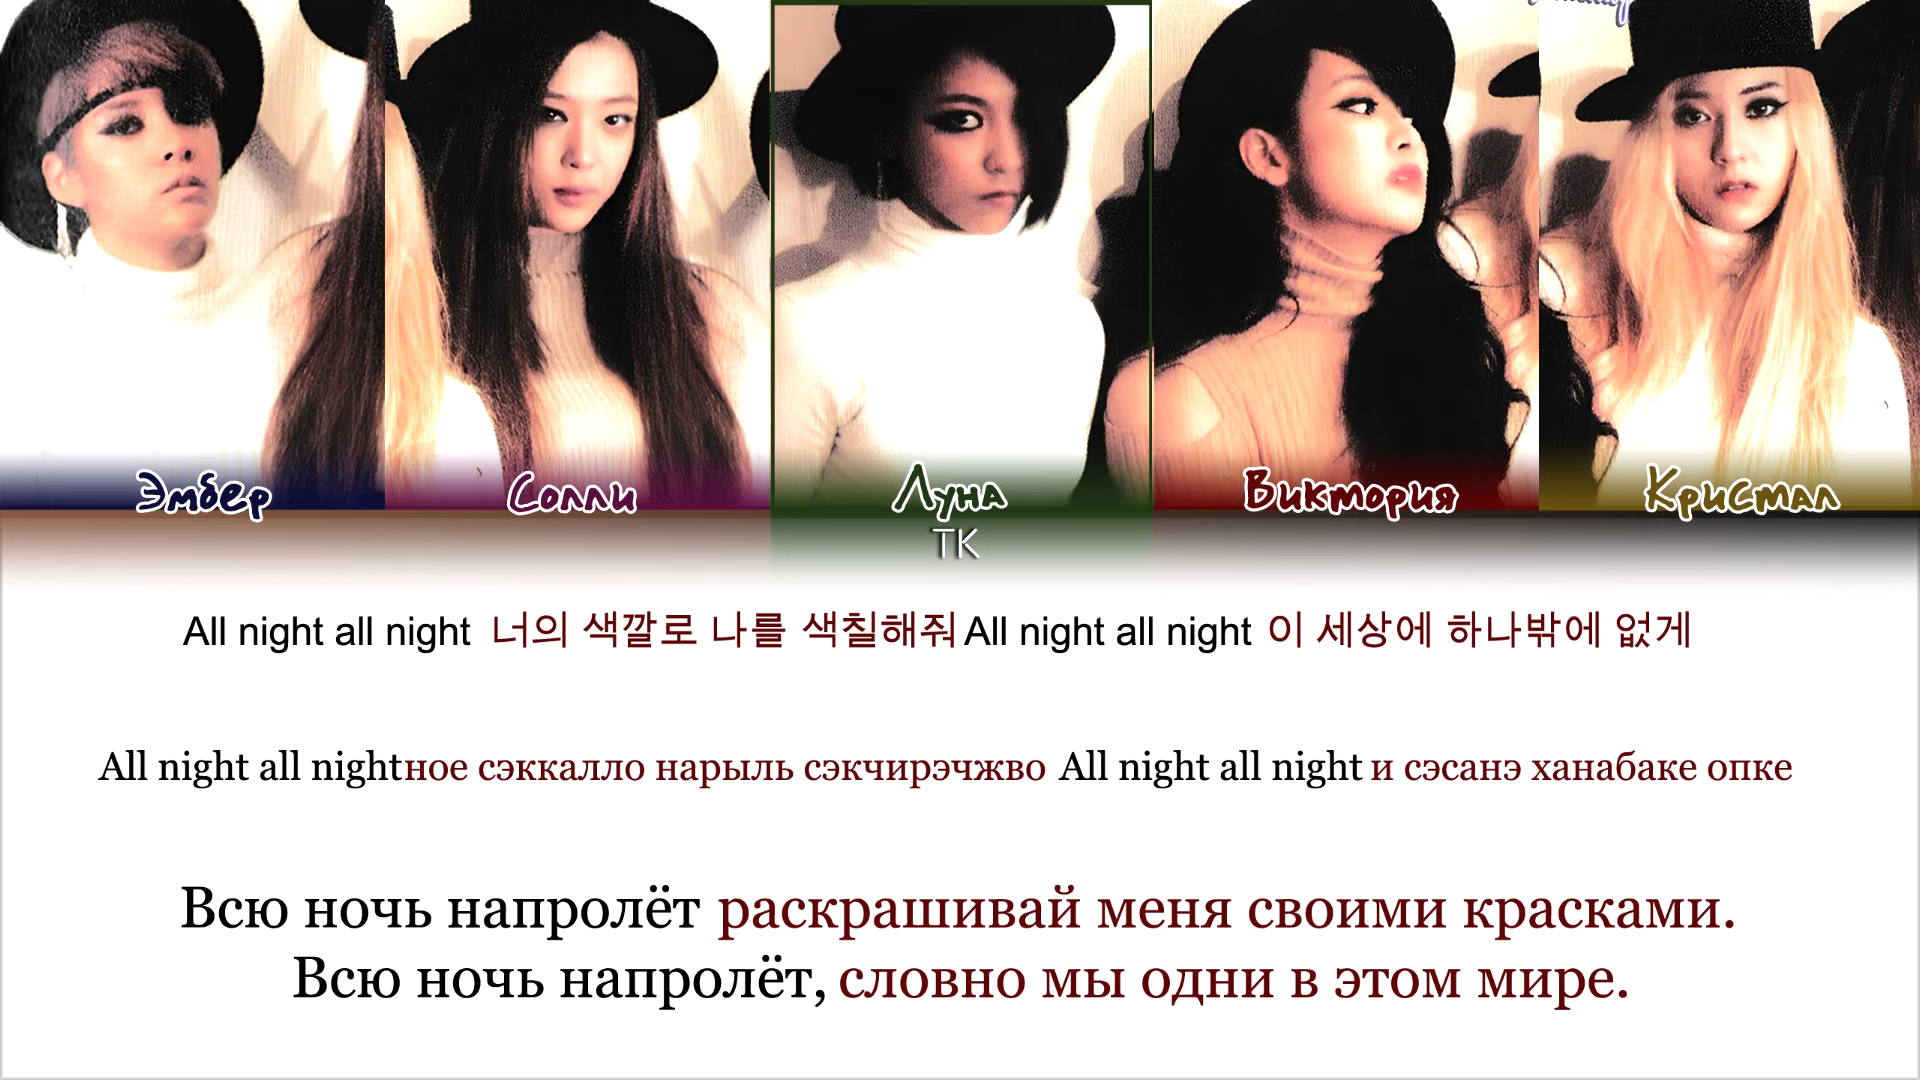 Эмбер
Солли
Луна
Виктория
Кристал
TK
All night all night 너의 색깔로 나를 색칠해줘 All night all night 이 세상에 하나밖에 없게
All night all night ное сэккалло нарыль сэкчирэчжво All night all night и сэсанэ ханабаке опке
Всю ночь напролёт раскрашивай меня своими красками.
Всю ночь напролёт, словно мы одни в этом мире.